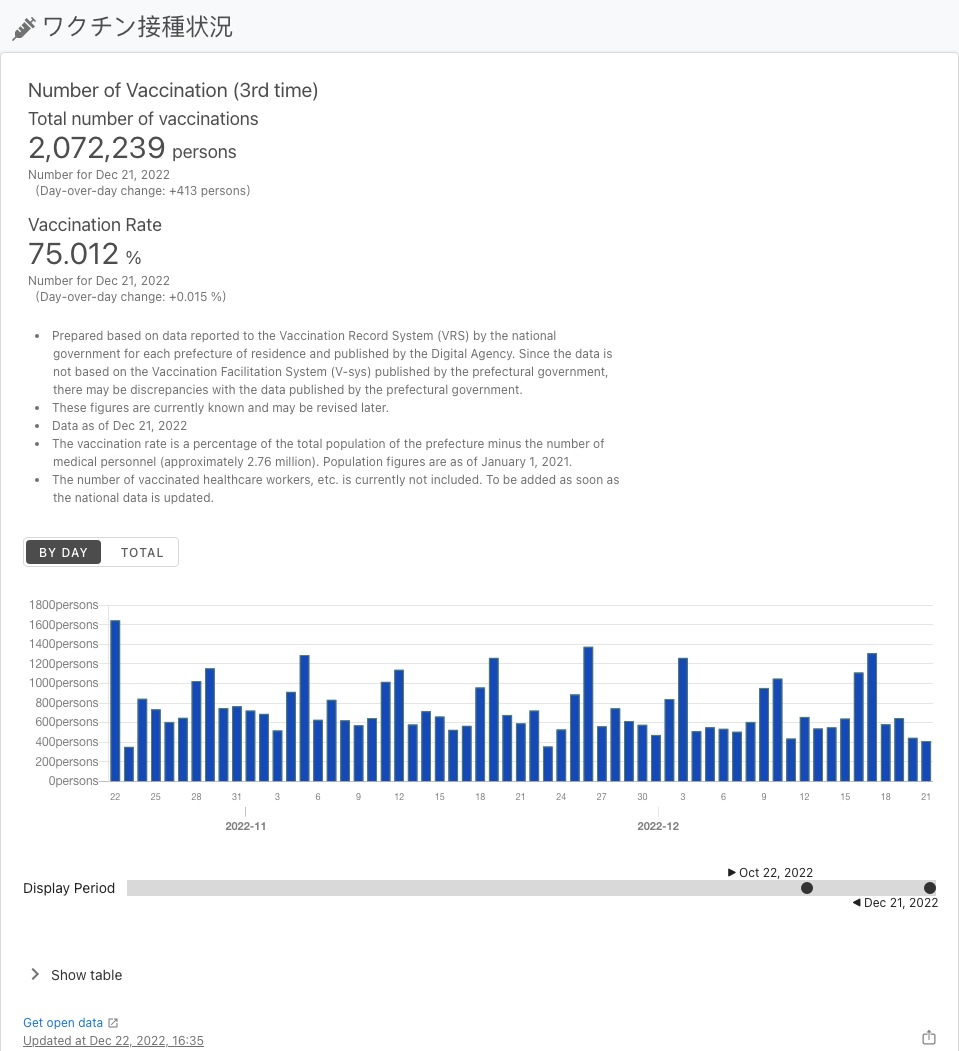 ワクチン接種状況
Number of Vaccination (3rd time)
Total number of vaccinations
2,072,239 persons
Number for Dec 21, 2022
(Day-over-day change: +413 persons)
Vaccination Rate
75.012 %
Number for Dec 21, 2022
(Day-over-day change: +0.015 %)
• Prepared based on data reported to the Vaccination Record System (VRS) by the national
government for each prefecture of residence and published by the Digital Agency. Since the data is
not based on the Vaccination Facilitation System (V-sys) published by the prefectural government,
there may be discrepancies with the data published by the prefectural government.
• These figures are currently known and may be revised later.
• Data as of Dec 21, 2022
• The vaccination rate is a percentage of the total population of the prefecture minus the number of
medical personnel (approximately 2.76 million). Population figures are as of January 1, 2021.
• The number of vaccinated healthcare workers, etc. is currently not included. To be added as soon as
the national data is updated.
BY DAY TOTAL
1800persons
1600persons
1400persons
1200persons
1000persons
800persons
600persons
400persons
200persons
0persons
22 25 28 31 3 6 9 12 15 18 21 24 27 30 3 6 9 12 15 18 21
2022-11 2022-12
▶ Oct 22, 2022
Display Period
◀ Dec 21, 2022
Show table
Get open data
Updated at Dec 22, 2022, 16:35